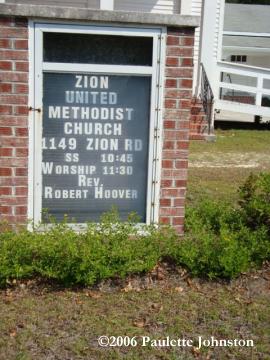 ZION
UNITED
METHODIST
CHURCH
1149 ZION RD
SS 10:45
WORSHIP 11:30
REV.
ROBERT HOOVER
©2006 Paulette Johnston